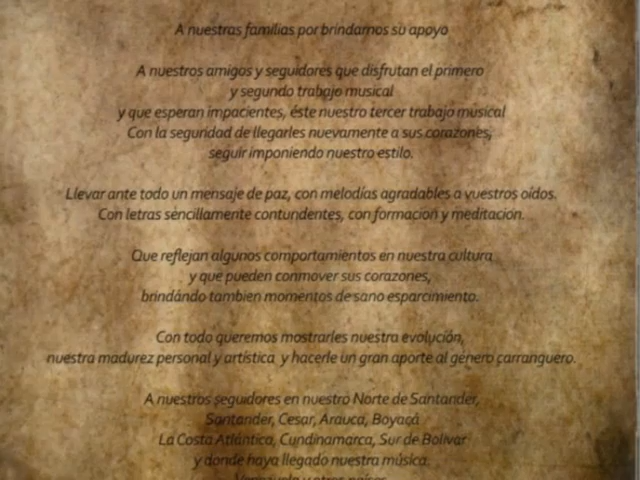 A nuestras familias por brindarnos su apoyo
A nuestros amigos y seguidores que disfrutan el primero
y segundo trabajo musical
y que esperan impacientes, éste nuestro tercer trabajo musical
Con la seguridad de llegarles nuevamente a sus corazones,
seguir imponiendo nuestro estilo.
Llevar ante todo un mensaje de paz, con melodías agradables a vuestros oídos.
Con letras sencillamente contundentes, con formación y meditación.
Que reflejan algunos comportamientos en nuestra cultura
y que pueden conmover sus corazones,
brindándo tambien momentos de sano esparcimiento.
Con todo queremos mostrarles nuestra evolución,
nuestra madurez personal y artística y hacerle un gran aporte al género carranguero.
A nuestros seguidores en nuestro Norte de Santander,
Santander, Cesar, Arauca, Boyacá
La Costa Atlántica, Cundinamarca, Sur de Bolívar
y donde haya llegado nuestra música.
Venezuela y otros países